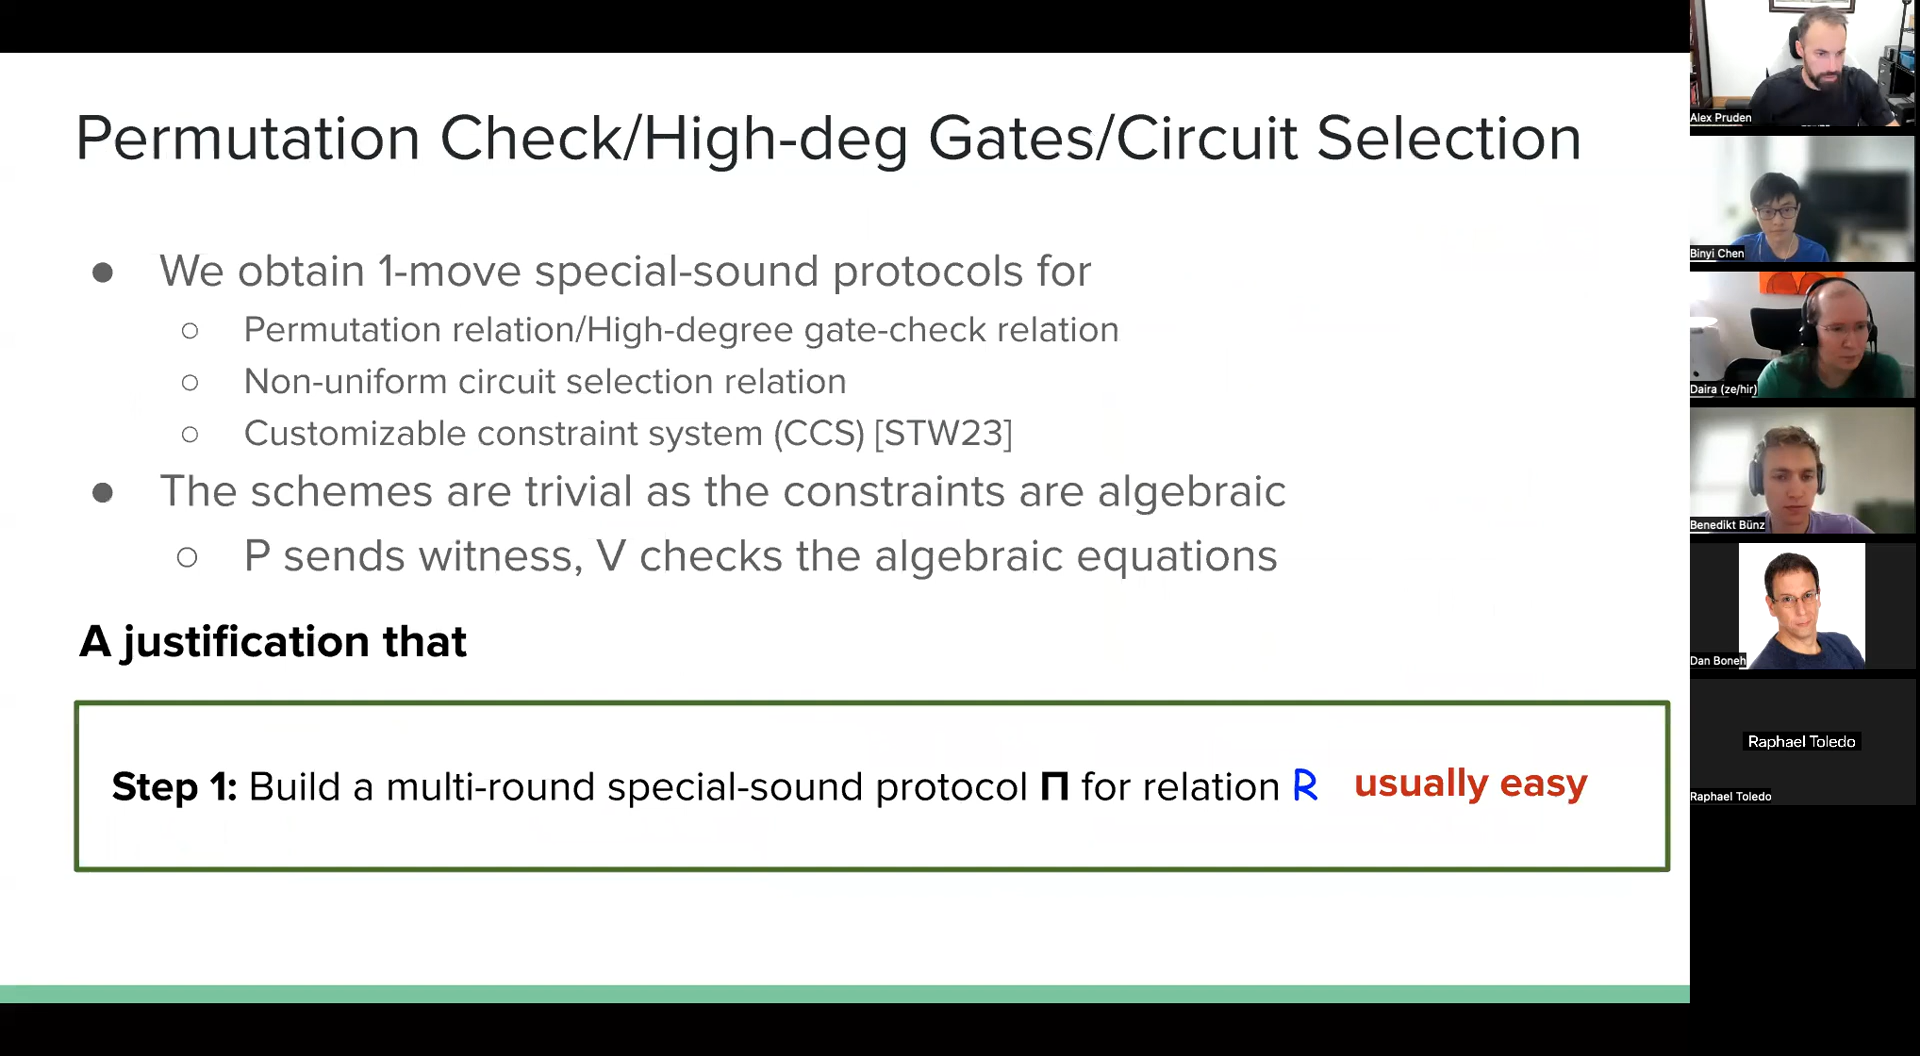 Permutation Check/High-deg Gates/Circuit Selection
● We obtain 1-move special-sound protocols for
○ Permutation relation/High-degree gate-check relation
○ Non-uniform circuit selection relation
○ Customizable constraint system (CCS) [STW23]
● The schemes are trivial as the constraints are algebraic
○ P sends witness, V checks the algebraic equations
A justification that
Step 1: Build a multi-round special-sound protocol Π for relation R usually easy
Alex Pruden
Binyi Chen
Daira (ze/hir)
Benedikt Bünz
Dan Boneh
Raphael Toledo
Raphael Toledo